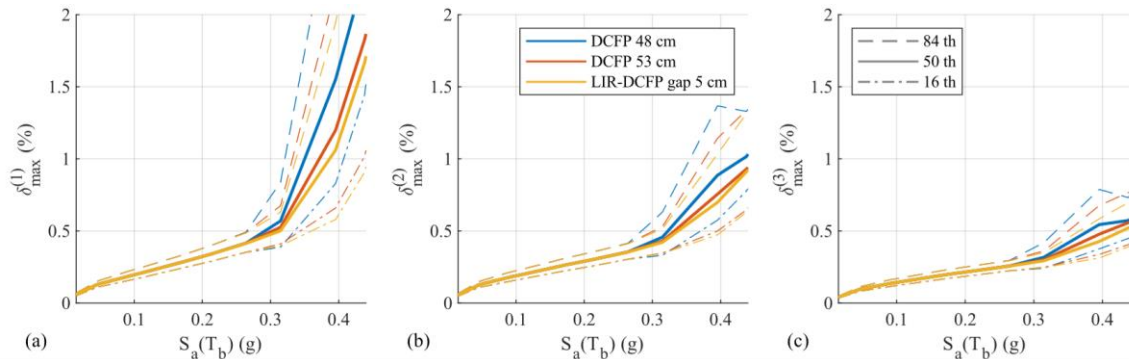 2
1.5
1
0.5
0
δ(1)max (%)
0.1 0.2 0.3 0.4
Sa(Tb) (g)
(a)
DCFP 48 cm
DCFP 53 cm
LIR-DCFP gap 5 cm
2
1.5
1
0.5
0
δ(2)max (%)
0.1 0.2 0.3 0.4
Sa(Tb) (g)
(b)
84 th
50 th
16 th
2
1.5
1
0.5
0
δ(3)max (%)
0.1 0.2 0.3 0.4
Sa(Tb) (g)
(c)